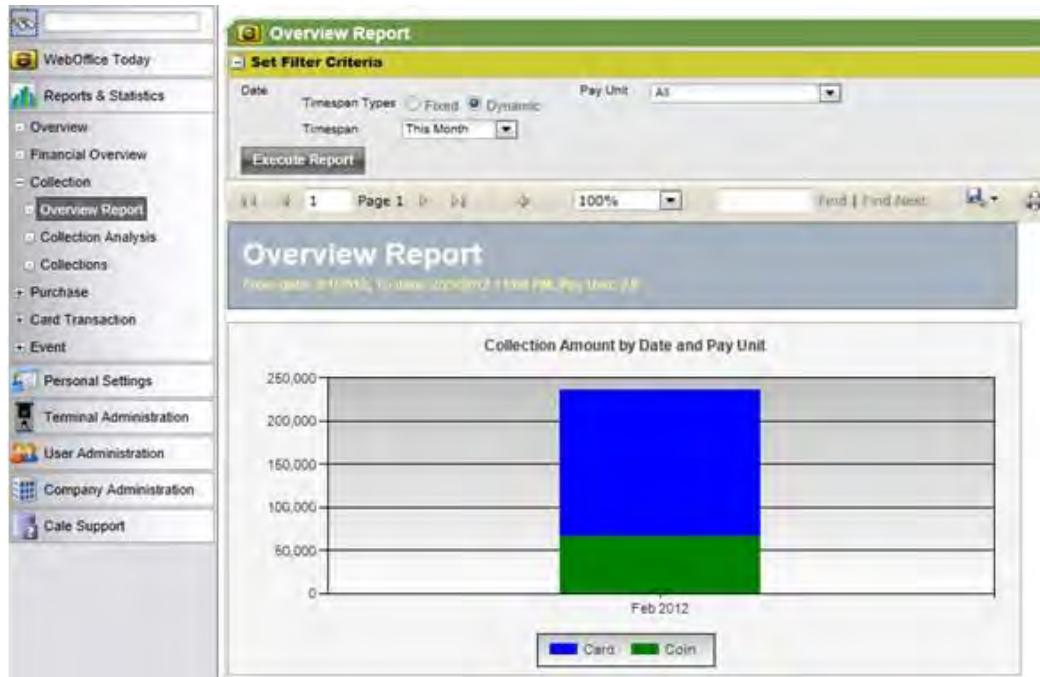 WebOffice Today
Reports & Statistics
Overview
Financial Overview
Collection
Overview Report
Collection Analysis
Collections
Purchase
Card Transaction
Event
Personal Settings
Terminal Administration
User Administration
Company Administration
Cale Support
Overview Report
Set Filter Criteria
Date
Timespan Types Fixed Dynamic
Pay Unit All
Timespan This Month
Execute Report
1 Page 1 100% Find | Find Next
Overview Report
Pay Unit: All
Collection Amount by Date and Pay Unit
250,000
200,000
150,000
100,000
50,000
0
Feb 2012
Card Coin